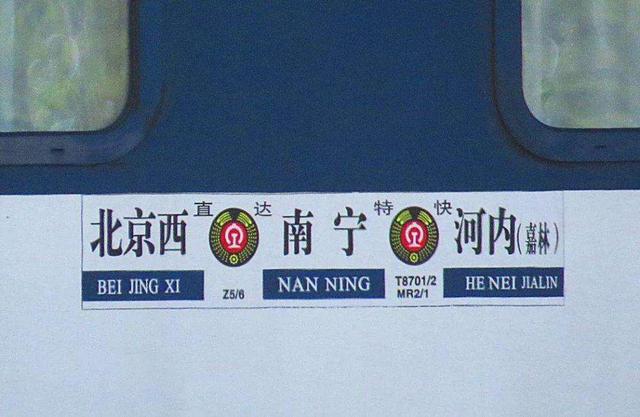 北京西 直达 南宁 特快 河内(嘉林)
BEI JING XI Z5/6 NAN NING T8701/2 HE NEI JIALIN
MR2/1